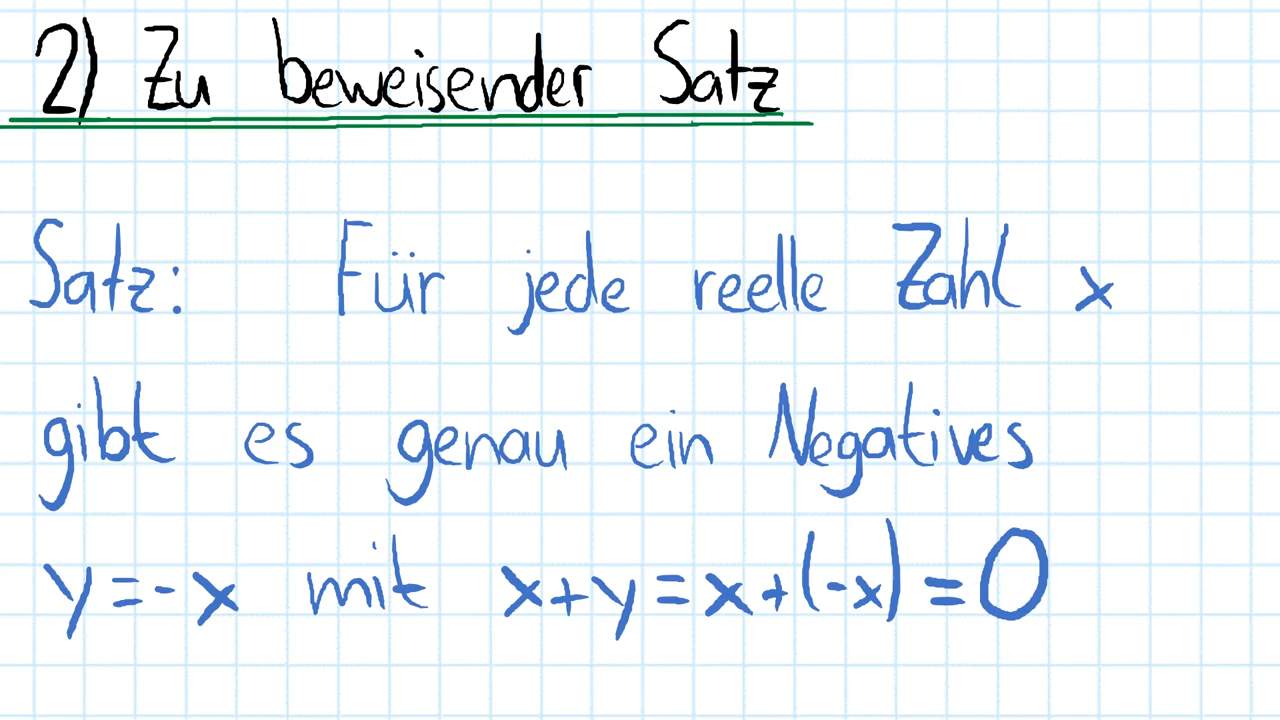 2) Zu beweisender Satz
Satz: Für jede reelle Zahl x
gibt es genau ein Negatives
y=-x mit x+y=x+(-x)=0